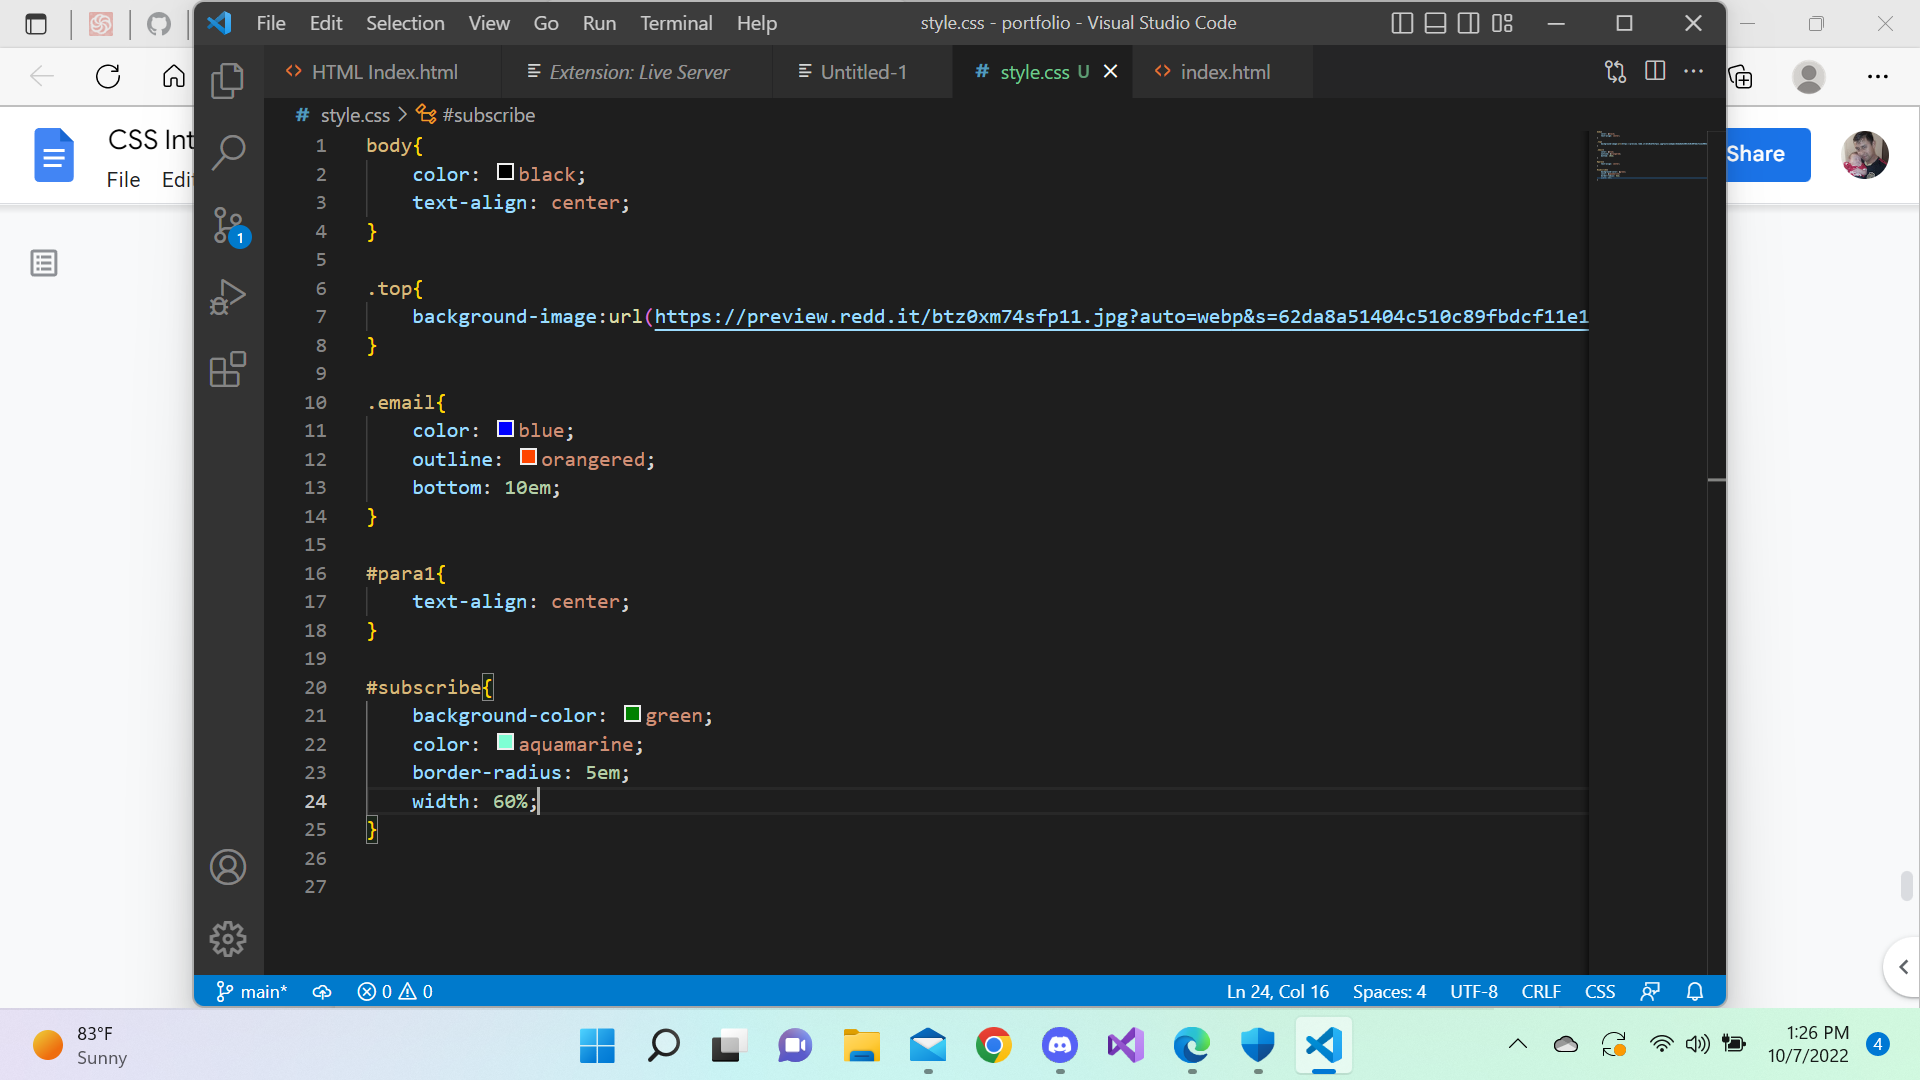 File Edit Selection View Go Run Terminal Help
style.css - portfolio - Visual Studio Code
HTML Index.html
Extension: Live Server
Untitled-1
style.css U
index.html
style.css > #subscribe
CSS Int
File Edi
Share
1
1 body{
2 color: black;
3 text-align: center;
4 }
5
6 .top{
7 background-image:url(https://preview.redd.it/btz0xm74sfp11.jpg?auto=webp&s=62da8a51404c510c89fbdcf11e1
8 }
9
10 .email{
11 color: blue;
12 outline: orangered;
13 bottom: 10em;
14 }
15
16 #para1{
17 text-align: center;
18 }
19
20 #subscribe{
21 background-color: green;
22 color: aquamarine;
23 border-radius: 5em;
24 width: 60%;
25 }
26
27
main* 0 0 Ln 24, Col 16 Spaces: 4 UTF-8 CRLF CSS
83°F
Sunny
1:26 PM
10/7/2022
4